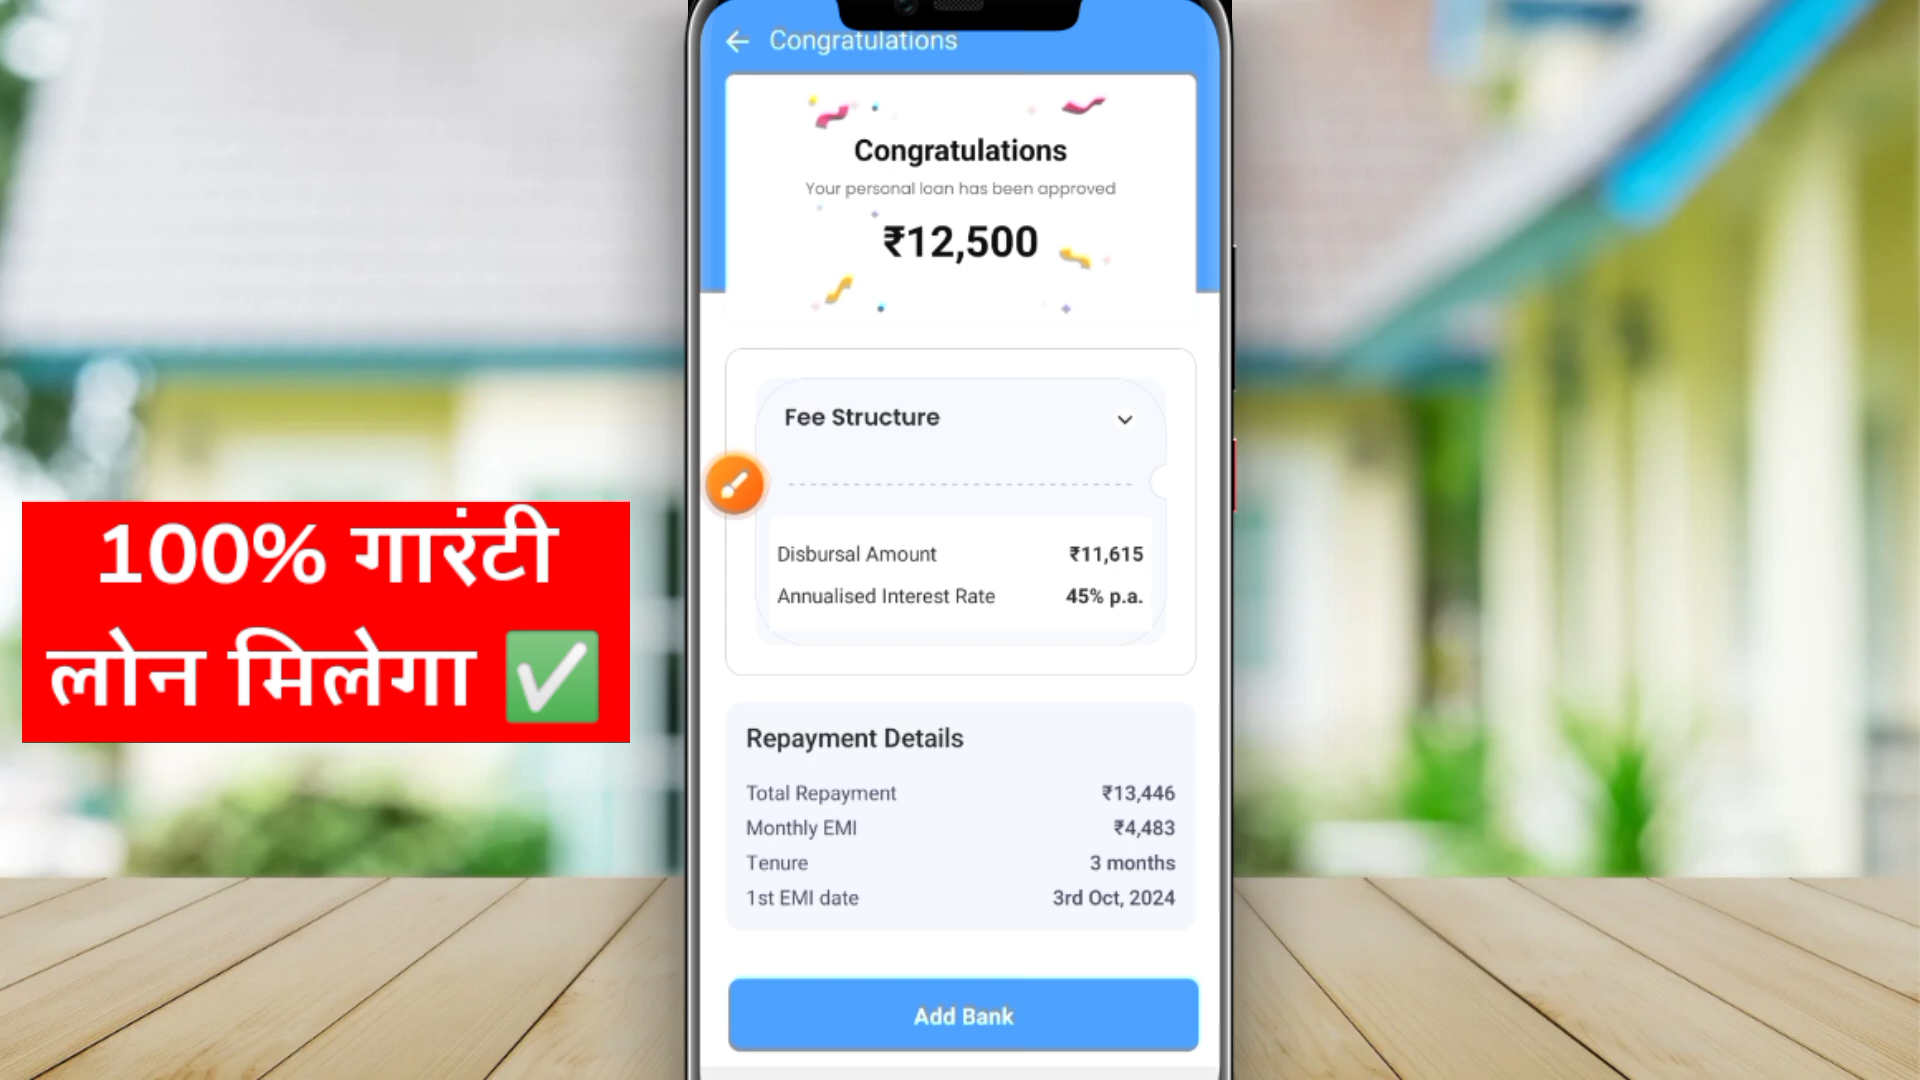 Congratulations
Congratulations
Your personal loan has been approved
₹12,500
Fee Structure
Disbursal Amount ₹11,615
Annualised Interest Rate 45% p.a.
100% गारंटी
लोन मिलेगा ✅
Repayment Details
Total Repayment ₹13,446
Monthly EMI ₹4,483
Tenure 3 months
1st EMI date 3rd Oct, 2024
Add Bank